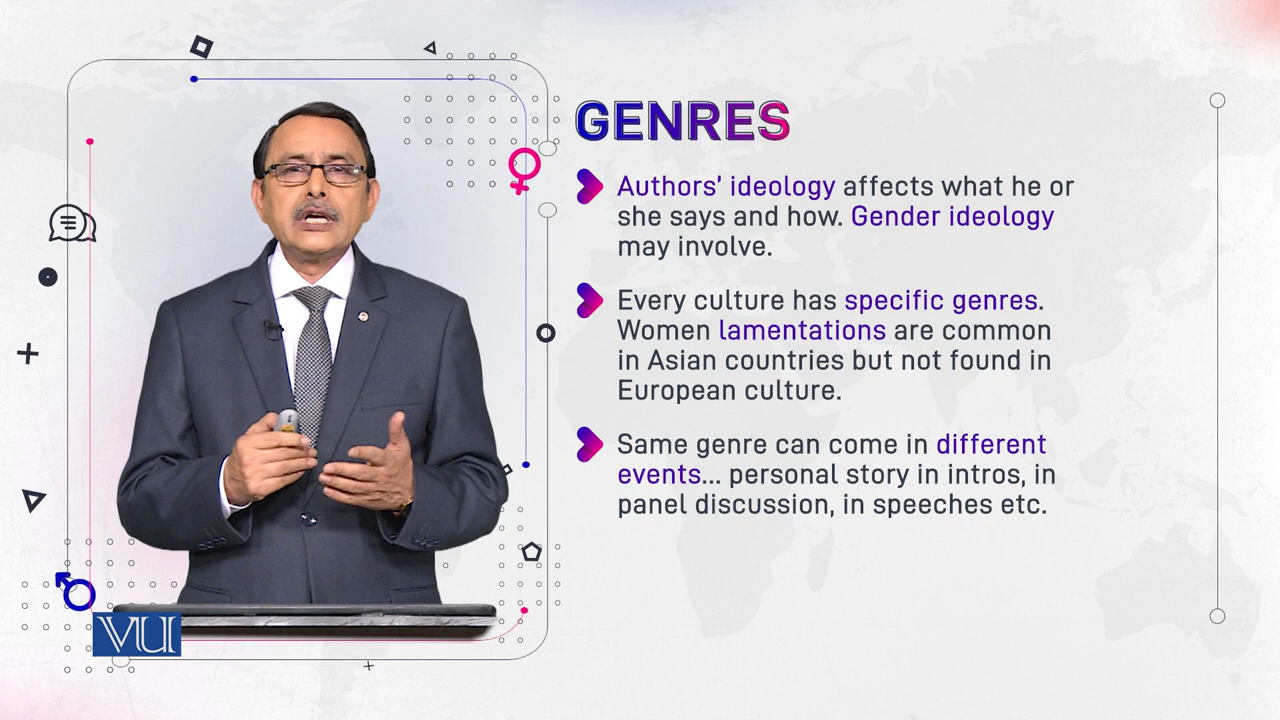 GENRES
Authors’ ideology affects what he or
she says and how. Gender ideology
may involve.
Every culture has specific genres.
Women lamentations are common
in Asian countries but not found in
European culture.
Same genre can come in different
events... personal story in intros, in
panel discussion, in speeches etc.
VU